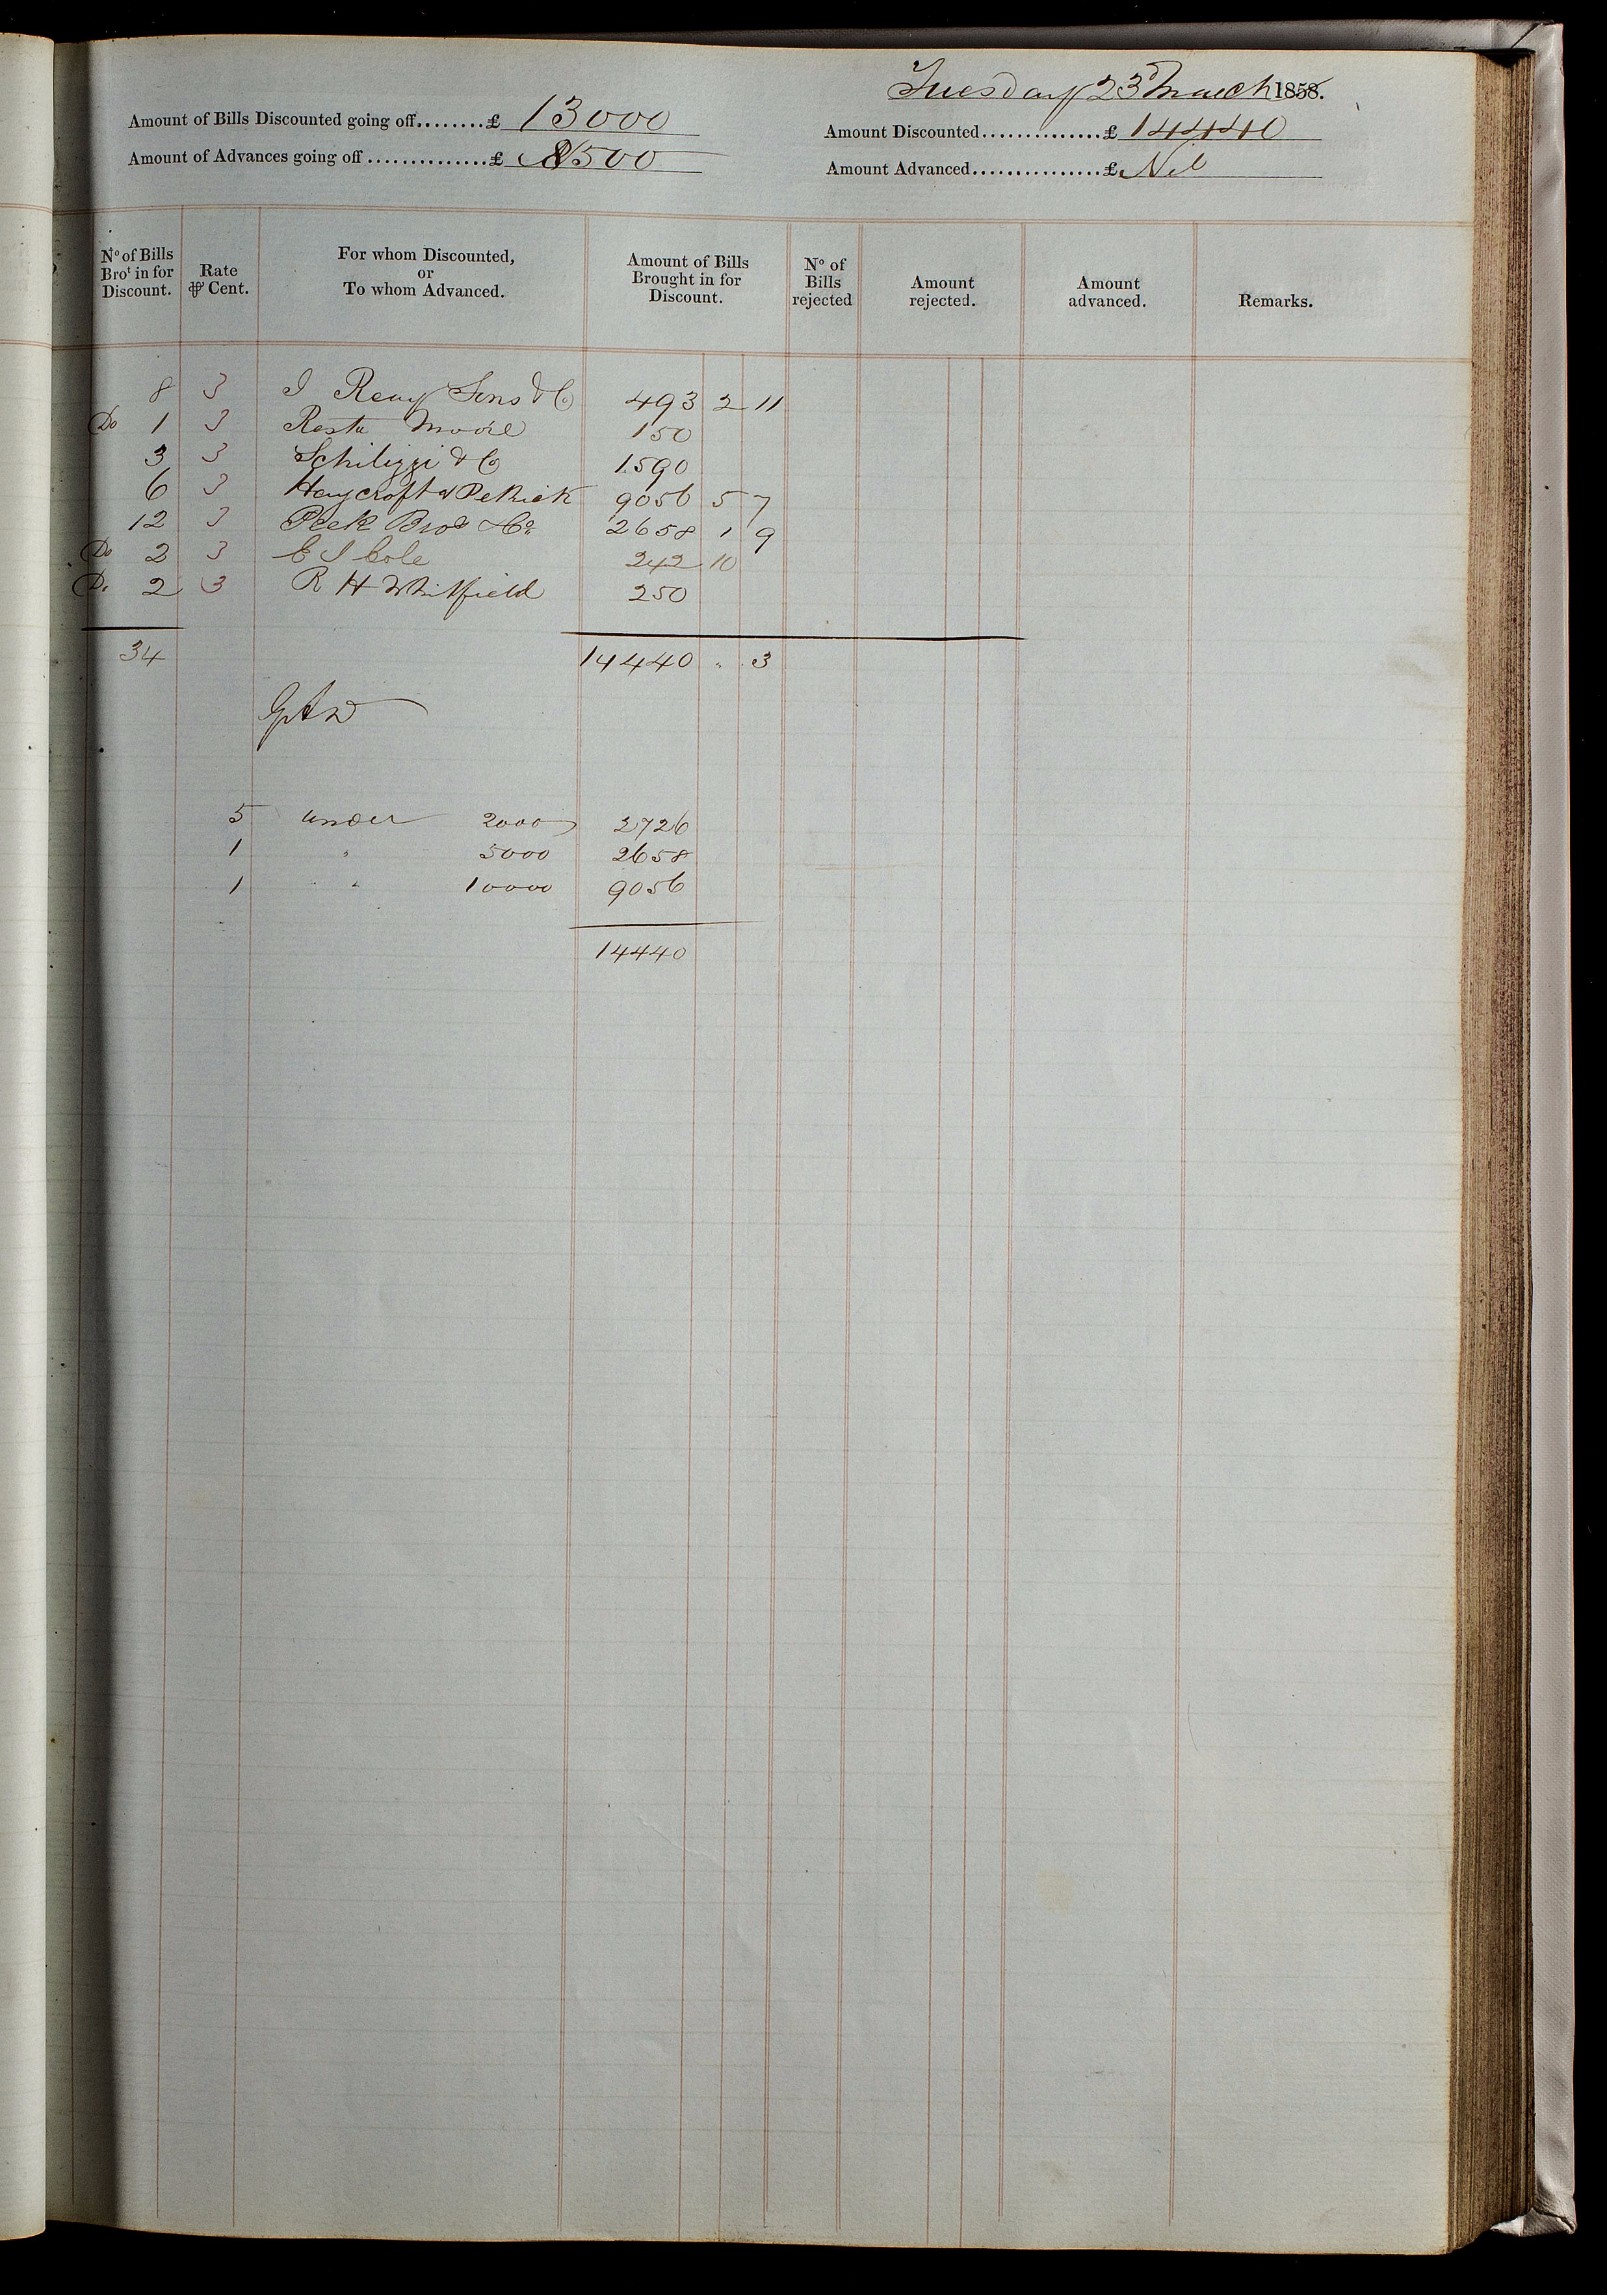 Tuesday 23d March 1858.
Amount of Bills Discounted going off........£ 13000
Amount Discounted..............£ 14440
Amount of Advances going off..............£ 8500
Amount Advanced...............£ Nil
No of Bills Brot in for Discount. Rate ⅌ Cent. For whom Discounted, or To whom Advanced. Amount of Bills Brought in for Discount. No of Bills rejected Amount rejected. Amount advanced. Remarks.
8 3 J Reay Sons & Co 493 2 11
Do 1 3 Moore 150
3 3 Schilizzi & Co 1590
6 3 Haycroft & Pethick 9056 5 7
12 3 Peek Bros & Co 2658 1 9
Do 2 3 E J Cole 242 10
Do 2 3 R H Whitfield 250
34 14440 " 3
5 under 2000 2726
1 " 5000 2658
1 " " 10000 9056
14440